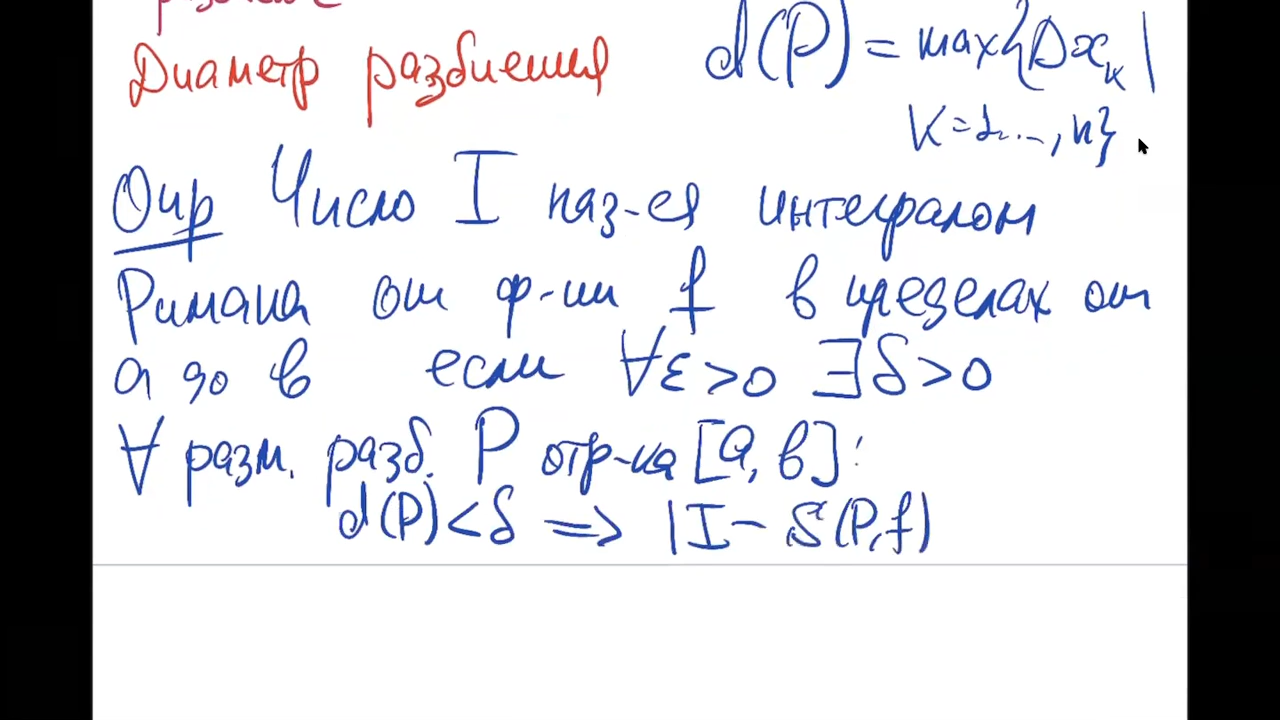 Диаметр разбиения d(P) = max{Δx_k |
k=1,...,n}
Опр Число I наз-ся интегралом
Римана от ф-ии f в пределах от
a до b если ∀ε>0 ∃δ>0
∀ разм. разб. P отр-ка [a, b]:
d(P)<δ ⟹ |I − S(P,f)